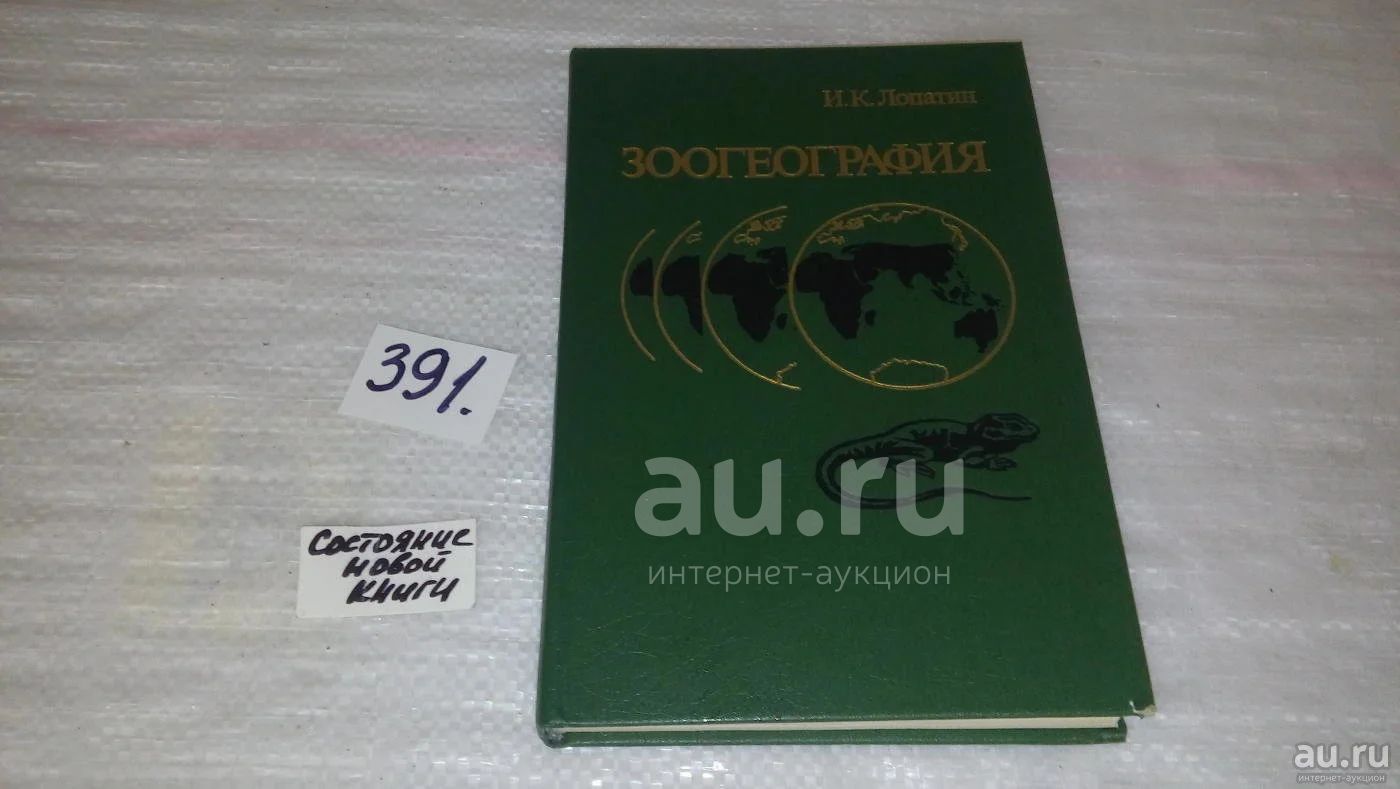 И.К. Лопатин
ЗООГЕОГРАФИЯ
391.
Состояние
новой
книги
au.ru
интернет-аукцион
au.ru
интернет-аукцион